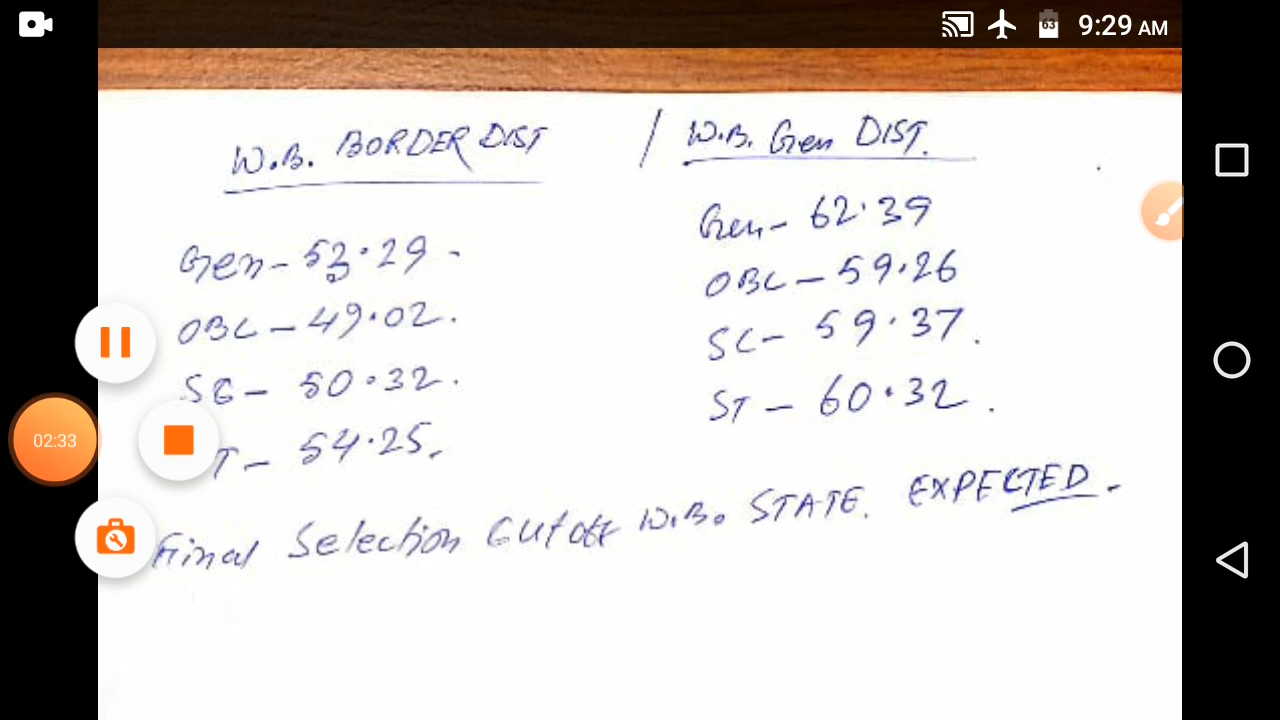 63 9:29 AM
W.B. BORDER DIST / W.B. Gen DIST.
Gen - 53.29 -
OBC - 49.02.
SC - 50.32.
T - 54.25.
Gen - 62.39
OBC - 59.26
SC - 59.37.
ST - 60.32.
02:33
Final Selection Cutoff W.B. STATE. EXPECTED.